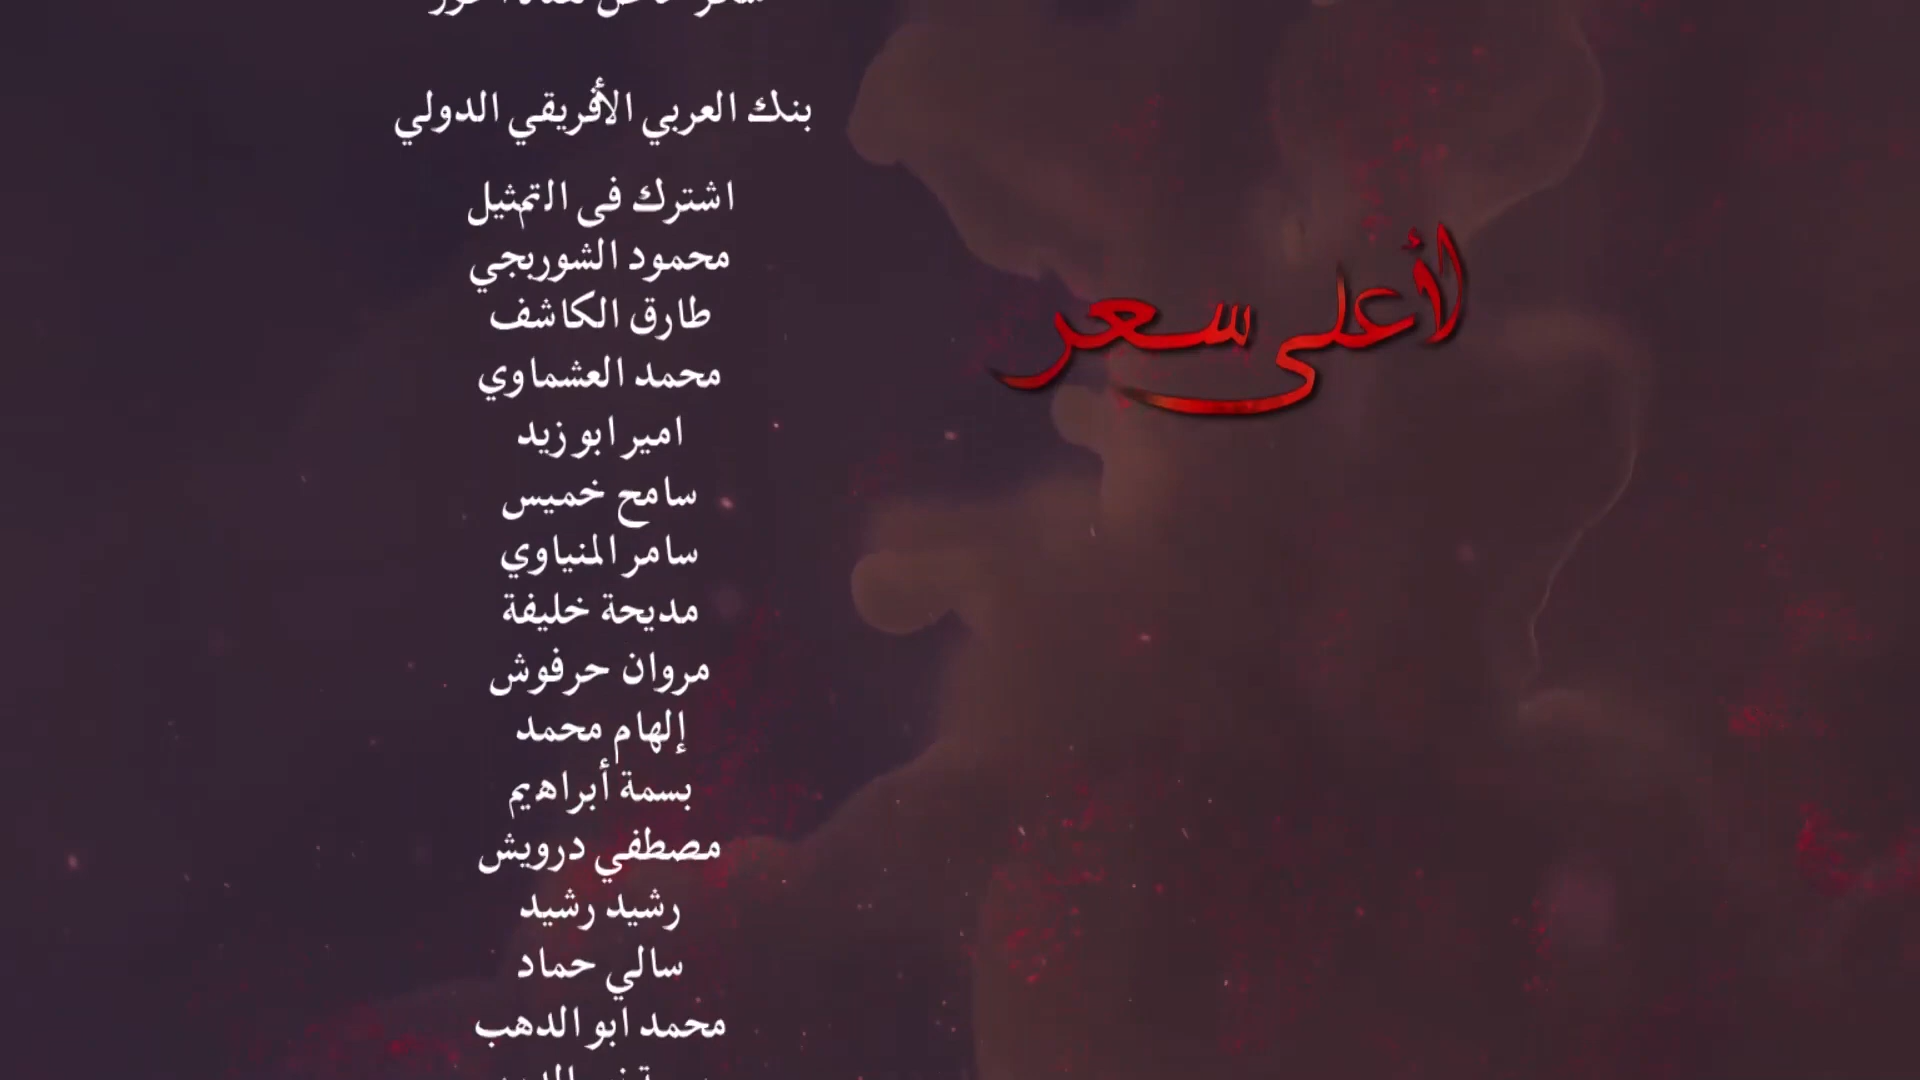 بنك العربي الأفريقي الدولي
اشترك فى التمثيل
محمود الشوربجي
طارق الكاشف
محمد العشماوي
امير ابو زيد
سامح خميس
سامر المنياوي
مديحة خليفة
مروان حرفوش
إلهام محمد
بسمة أبراهيم
مصطفي درويش
رشيد رشيد
سالي حماد
محمد ابو الدهب
لأعلى سعر